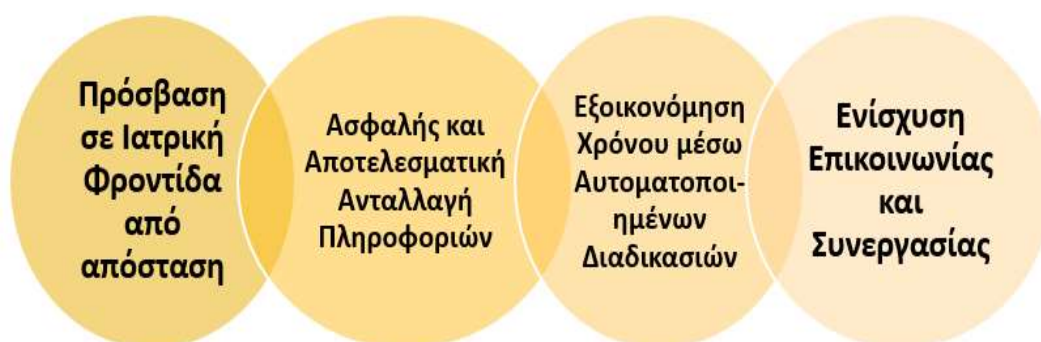 Πρόσβαση
σε Ιατρική
Φροντίδα
από
απόσταση
Ασφαλής και
Αποτελεσματική
Ανταλλαγή
Πληροφοριών
Εξοικονόμηση
Χρόνου μέσω
Αυτοματοποι-
ημένων
Διαδικασιών
Ενίσχυση
Επικοινωνίας
και
Συνεργασίας